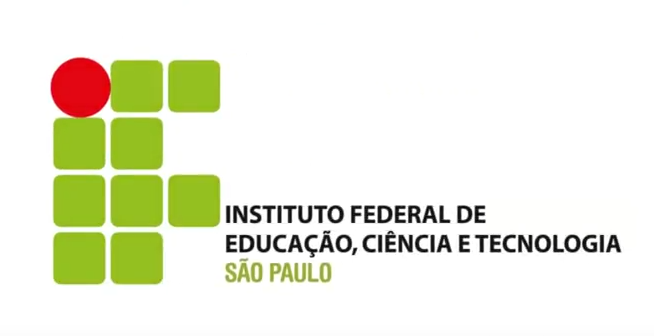 INSTITUTO FEDERAL DE
EDUCAÇÃO, CIÊNCIA E TECNOLOGIA
SÃO PAULO